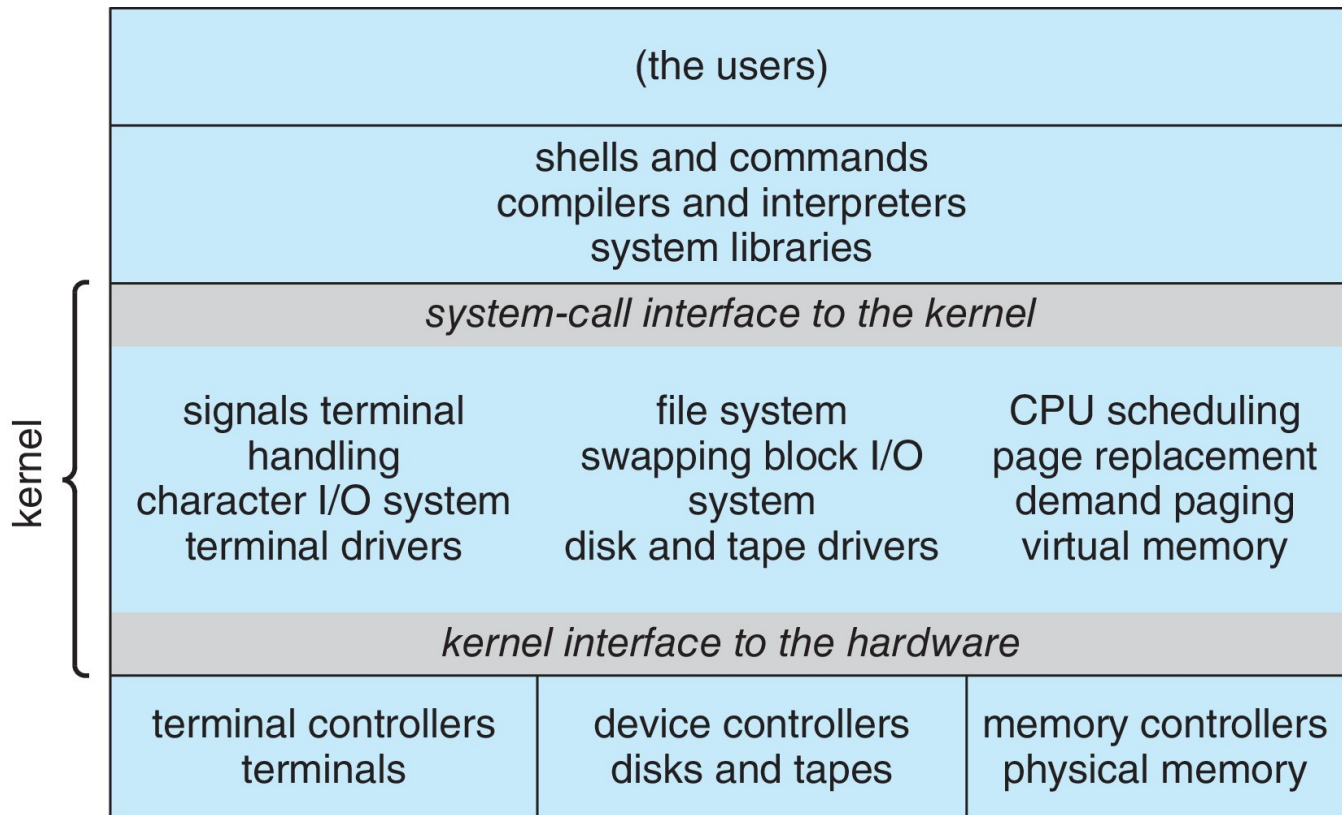 (the users)
shells and commands
compilers and interpreters
system libraries
system-call interface to the kernel
kernel
signals terminal
handling
character I/O system
terminal drivers
file system
swapping block I/O
system
disk and tape drivers
CPU scheduling
page replacement
demand paging
virtual memory
kernel interface to the hardware
terminal controllers
terminals
device controllers
disks and tapes
memory controllers
physical memory